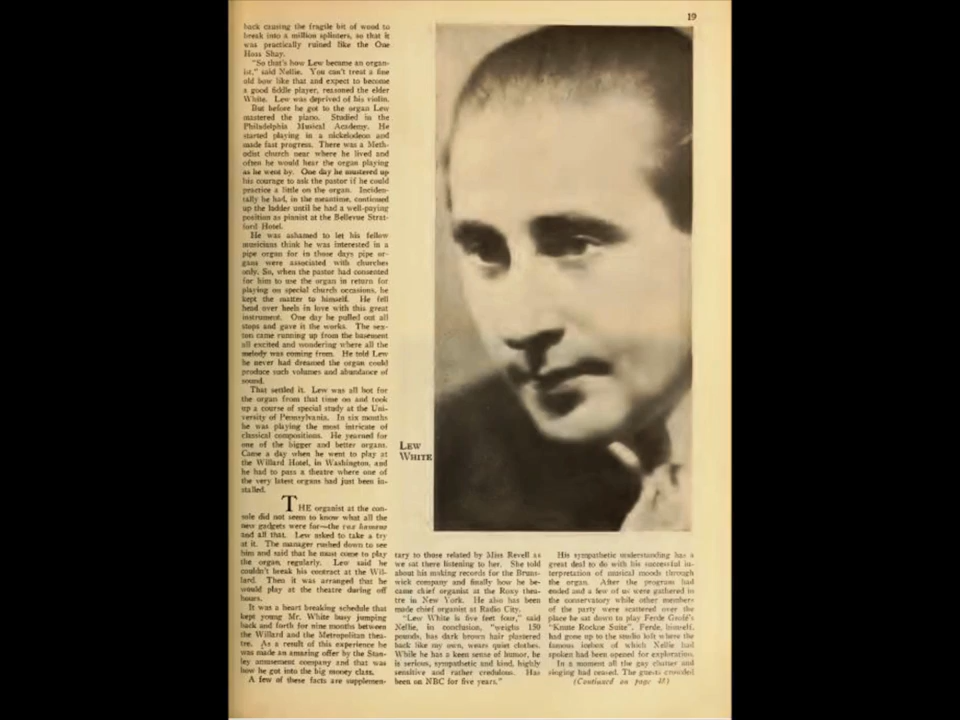 19
back causing the fragile bit of wood to
break into a million splinters, so that it
was practically ruined like the One
Hoss Shay.
"So that's how Lew became an organ-
ist," said Nellie. You can't treat a fine
old bow like that and expect to become
a good fiddle player, reasoned the elder
White. Lew was deprived of his violin.
But before he got to the organ Lew
mastered the piano. Studied in the
Philadelphia Musical Academy. He
started playing in a nickelodeon and
made fast progress. There was a Meth-
odist church near where he lived and
often he would hear the organ playing
as he went by. One day he mustered up
his courage to ask the pastor if he could
practice a little on the organ. Inciden-
tally he had, in the meantime, continued
up the ladder until he had a well-paying
position as pianist at the Bellevue Strat-
ford Hotel.
He was ashamed to let his fellow
musicians think he was interested in a
pipe organ for in those days pipe or-
gans were associated with churches
only. So, when the pastor had consented
for him to use the organ in return for
playing on special church occasions, he
kept the matter to himself. He fell
head over heels in love with this great
instrument. One day he pulled out all
stops and gave it the works. The sex-
ton came running up from the basement
all excited and wondering where all the
melody was coming from. He told Lew
he never had dreamed the organ could
produce such volumes and abundance of
sound.
That settled it. Lew was all hot for
the organ from that time on and took
up a course of special study at the Uni-
versity of Pennsylvania. In six months
he was playing the most intricate of
classical compositions. He yearned for
one of the bigger and better organs.
Came a day when he went to play at
the Willard Hotel, in Washington, and
he had to pass a theatre where one of
the very latest organs had just been in-
stalled.
THE organist at the con-
sole did not seem to know what all the
new gadgets were for—the vox humana
and all that. Lew asked to take a try
at it. The manager rushed down to see
him and said that he must come to play
the organ, regularly. Lew said he
couldn't break his contract at the Wil-
lard. Then it was arranged that he
would play at the theatre during off
hours.
It was a heart breaking schedule that
kept young Mr. White busy jumping
back and forth for nine months between
the Willard and the Metropolitan thea-
tre. As a result of this experience he
was made an amazing offer by the Stan-
ley amusement company and that was
how he got into the big money class.
A few of these facts are supplemen-
LEW
WHITE
tary to those related by Miss Revell as
we sat there listening to her. She told
about his making records for the Bruns-
wick company and finally how he be-
came chief organist at the Roxy thea-
tre in New York. He also has been
made chief organist at Radio City.
"Lew White is five feet four," said
Nellie, in conclusion, "weighs 150
pounds, has dark brown hair plastered
back like my own, wears quiet clothes.
While he has a keen sense of humor, he
is serious, sympathetic and kind, highly
sensitive and rather credulous. Has
been on NBC for five years."
His sympathetic understanding has a
great deal to do with his successful in-
terpretation of musical moods through
the organ. After the program had
ended and a few of us were gathered in
the conservatory while other members
of the party were scattered over the
place he sat down to play Ferde Grofé's
"Knute Rockne Suite". Ferde, himself,
had gone up to the studio loft where the
famous icebox of which Nellie had
spoken had been opened for exploration.
In a moment all the gay chatter and
singing had ceased. The guests crowded
(Continued on page 48)